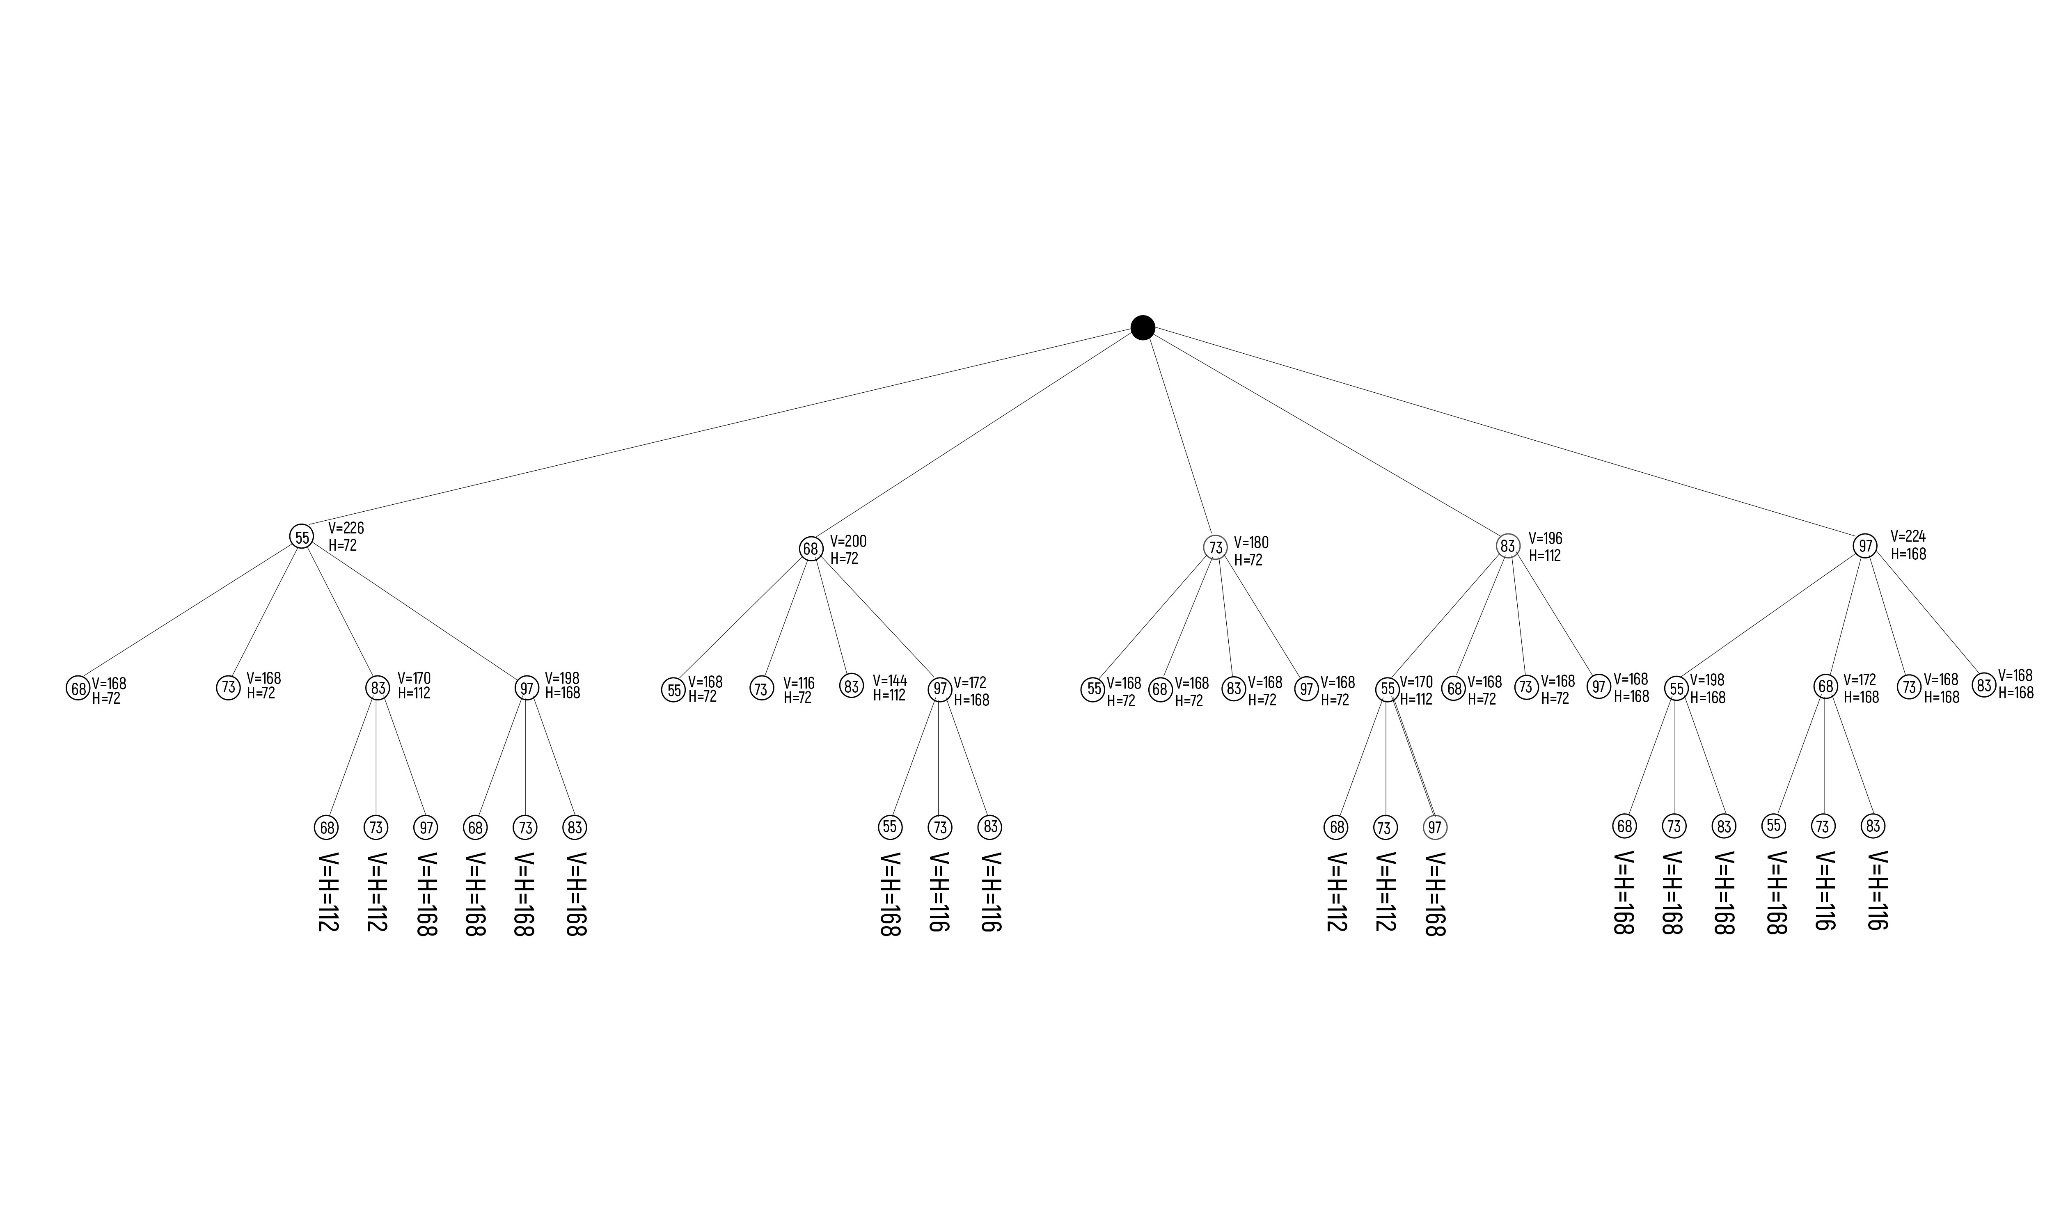 55
V=226
H=72
68
V=200
H=72
73
V=180
H=72
83
V=196
H=112
97
V=224
H=168
68
V=168
H=72
73
V=168
H=72
83
V=170
H=112
97
V=198
H=168
55
V=168
H=72
73
V=116
H=72
83
V=144
H=112
97
V=172
H=168
55
V=168
H=72
68
V=168
H=72
83
V=168
H=72
97
V=168
H=72
55
V=170
H=112
68
V=168
H=72
73
V=168
H=72
97
V=168
H=168
55
V=198
H=168
68
V=172
H=168
73
V=168
H=168
83
V=168
H=168
68
V=H=112
73
V=H=112
97
V=H=168
68
V=H=168
73
V=H=168
83
V=H=168
55
V=H=168
73
V=H=116
83
V=H=116
68
V=H=112
73
V=H=112
97
V=H=168
68
V=H=168
73
V=H=168
83
V=H=168
55
V=H=168
73
V=H=116
83
V=H=116